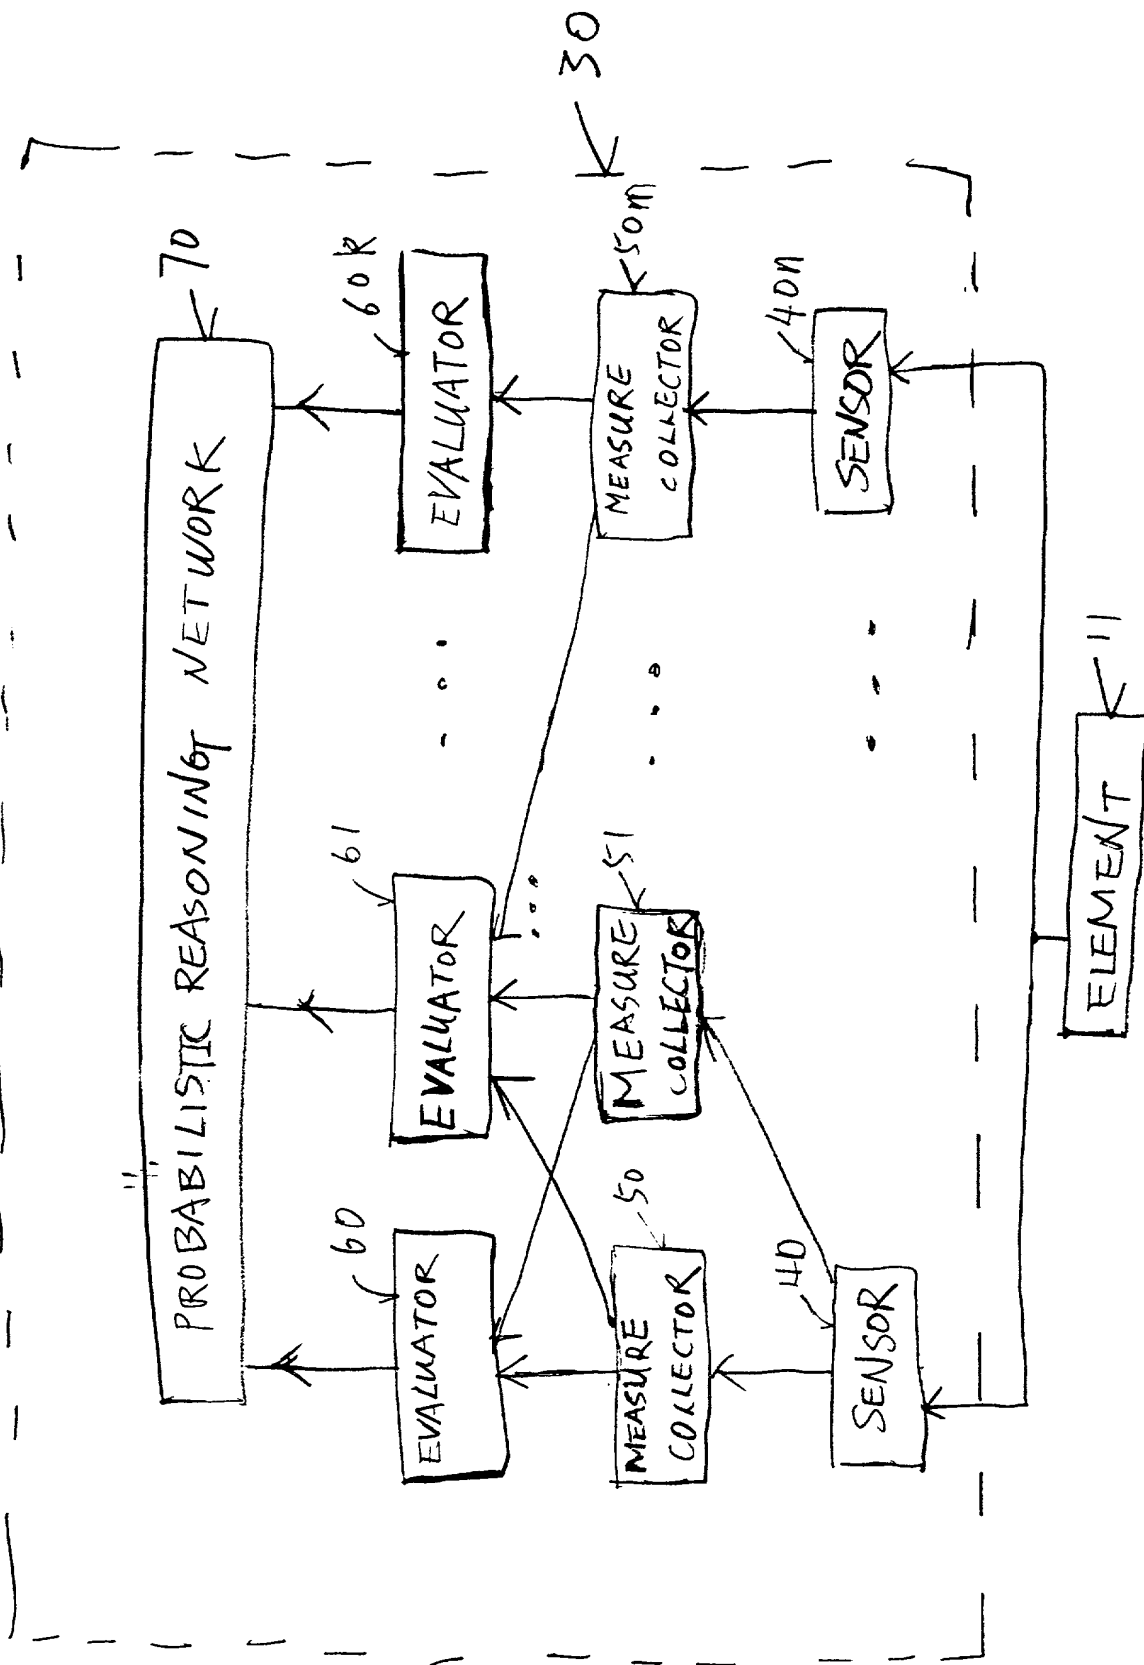 30
70
PROBABILISTIC REASONING NETWORK
60
61
60k
EVALUATOR
EVALUATOR
EVALUATOR
...
50
51
50m
MEASURE
COLLECTOR
MEASURE
COLLECTOR
MEASURE
COLLECTOR
...
...
40
40n
SENSOR
SENSOR
...
ELEMENT
11